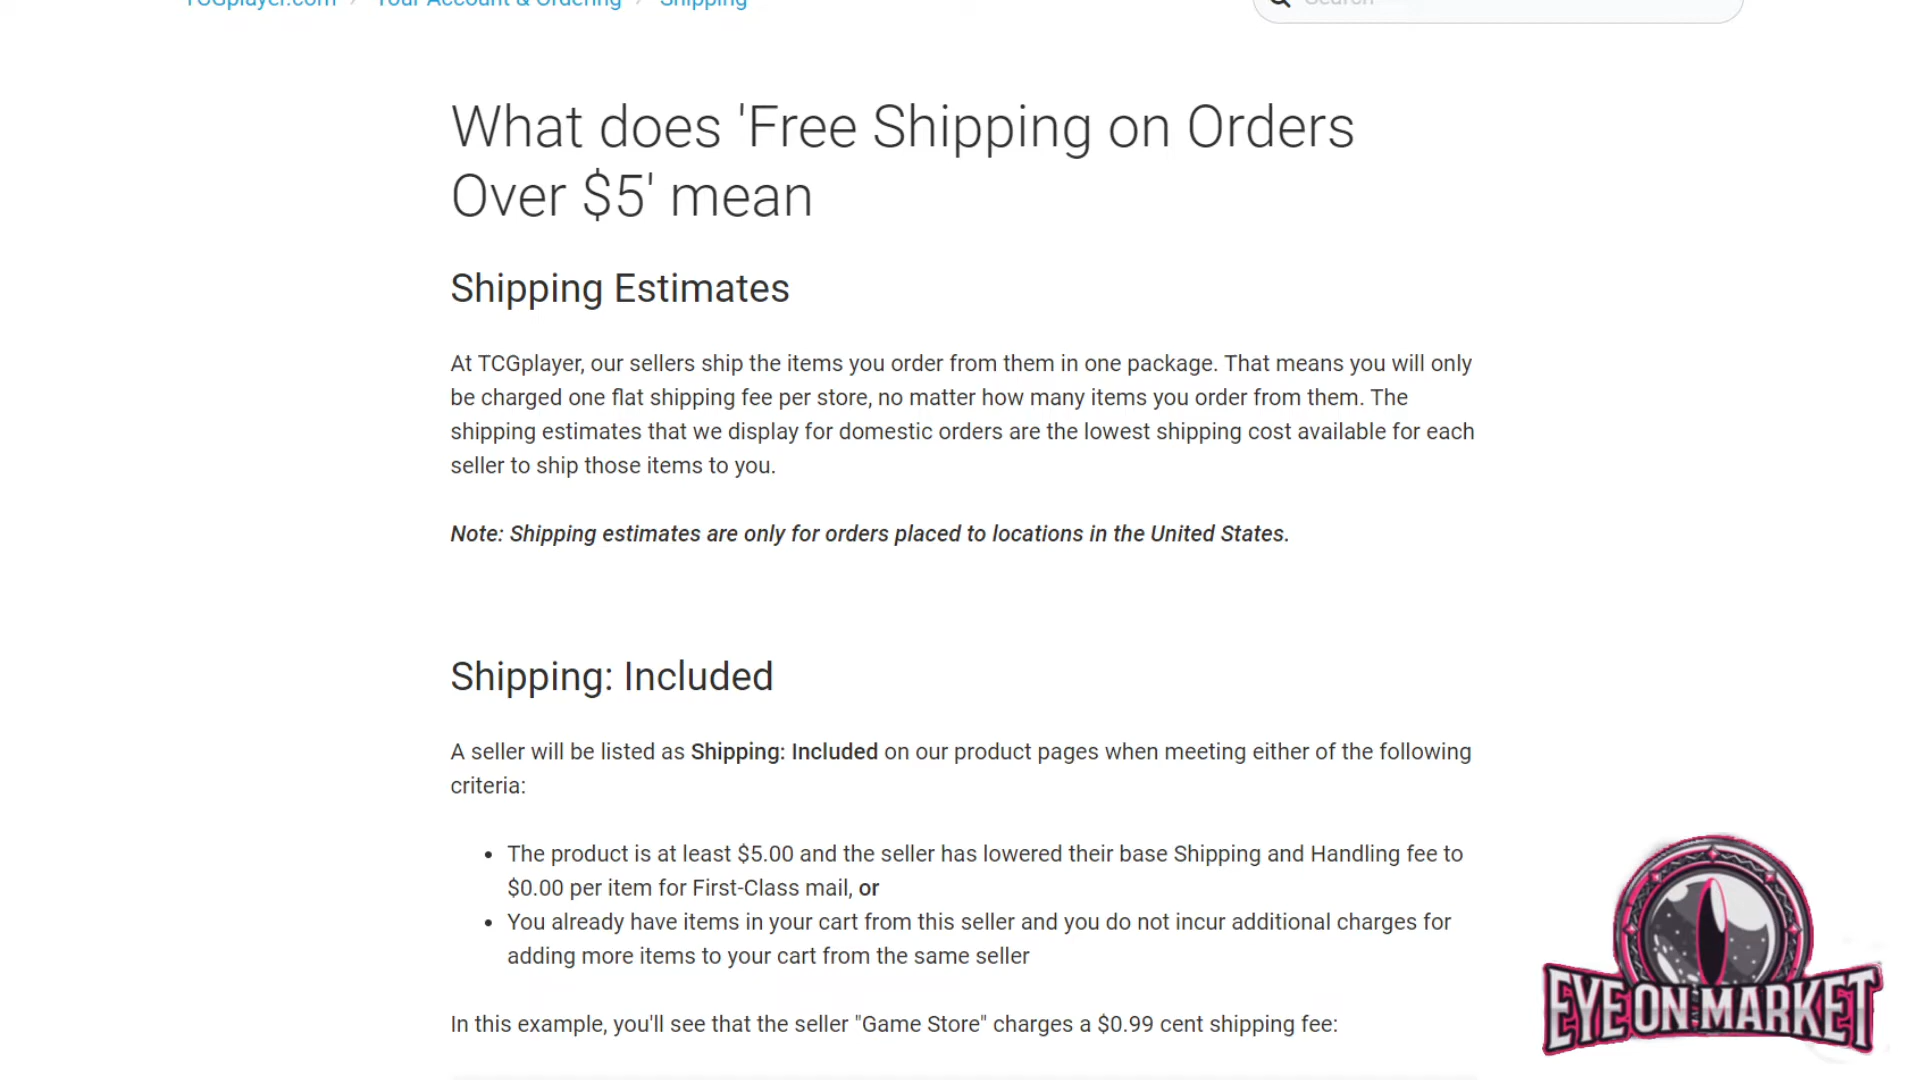 TCGplayer.com > Your Account & Ordering > Shipping
Search
What does 'Free Shipping on Orders
Over $5' mean
Shipping Estimates
At TCGplayer, our sellers ship the items you order from them in one package. That means you will only
be charged one flat shipping fee per store, no matter how many items you order from them. The
shipping estimates that we display for domestic orders are the lowest shipping cost available for each
seller to ship those items to you.
Note: Shipping estimates are only for orders placed to locations in the United States.
Shipping: Included
A seller will be listed as Shipping: Included on our product pages when meeting either of the following
criteria:
• The product is at least $5.00 and the seller has lowered their base Shipping and Handling fee to
$0.00 per item for First-Class mail, or
• You already have items in your cart from this seller and you do not incur additional charges for
adding more items to your cart from the same seller
In this example, you'll see that the seller "Game Store" charges a $0.99 cent shipping fee:
EYE ON MARKET